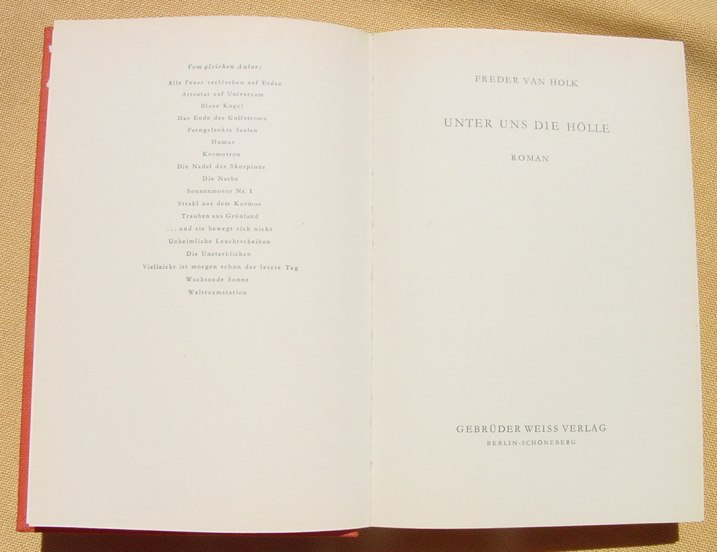 Vom gleichen Autor:
Alle Feuer verlöschen auf Erden
Attentat auf Universum
Blaue Kugel
Das Ende des Golfstroms
Ferngelenkte Seelen
Humus
Kosmotron
Die Nadel des Skorpions
Die Narbe
Sonnenmotor Nr. I
Strahl aus dem Kosmos
Trauben aus Grönland
... und sie bewegt sich nicht
Unheimliche Leuchtscheiben
Die Unsterblichen
Vielleicht ist morgen schon der letzte Tag
Wachsende Sonne
Weltraumstation
FREDER VAN HOLK
UNTER UNS DIE HÖLLE
ROMAN
GEBRÜDER WEISS VERLAG
BERLIN-SCHÖNEBERG